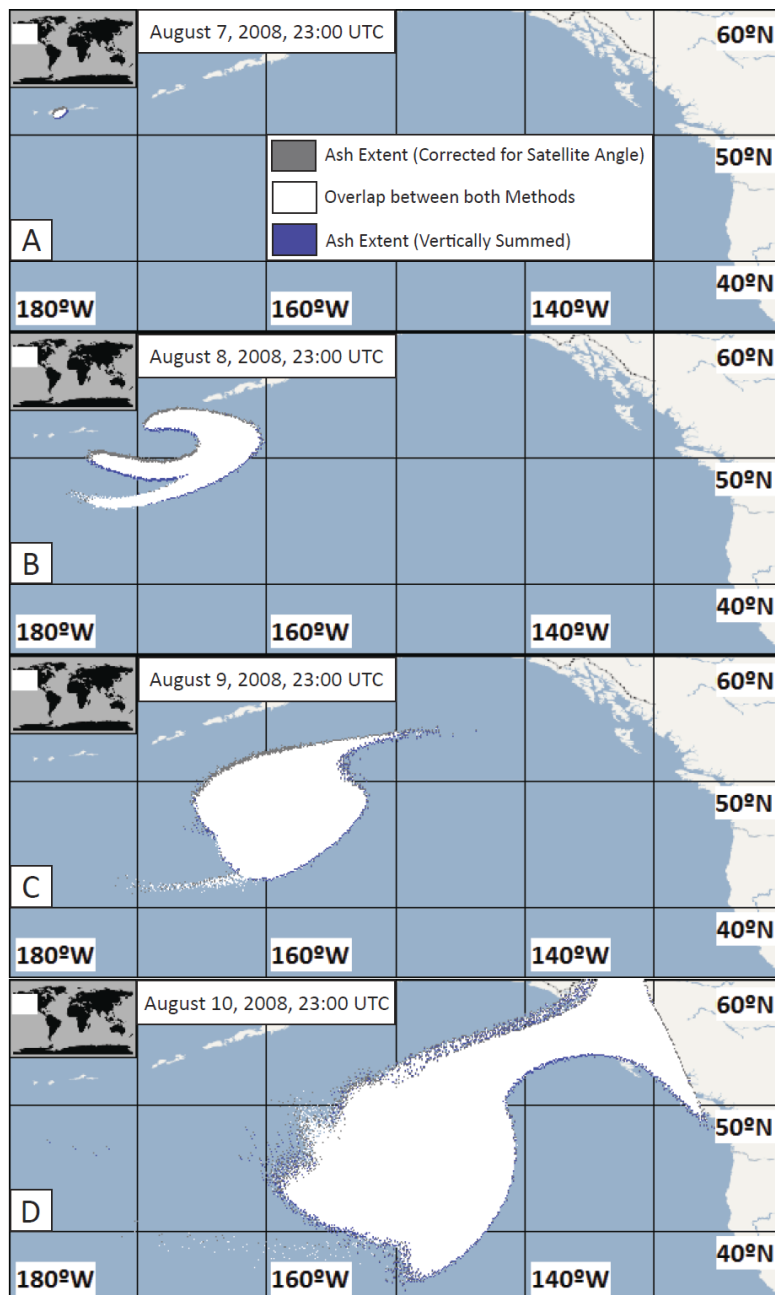 August 7, 2008, 23:00 UTC
60ºN
Ash Extent (Corrected for Satellite Angle)
50ºN
Overlap between both Methods
Ash Extent (Vertically Summed)
A
40ºN
180ºW
160ºW
140ºW
August 8, 2008, 23:00 UTC
60ºN
50ºN
B
40ºN
180ºW
160ºW
140ºW
August 9, 2008, 23:00 UTC
60ºN
50ºN
C
40ºN
180ºW
160ºW
140ºW
August 10, 2008, 23:00 UTC
60ºN
50ºN
D
40ºN
180ºW
160ºW
140ºW